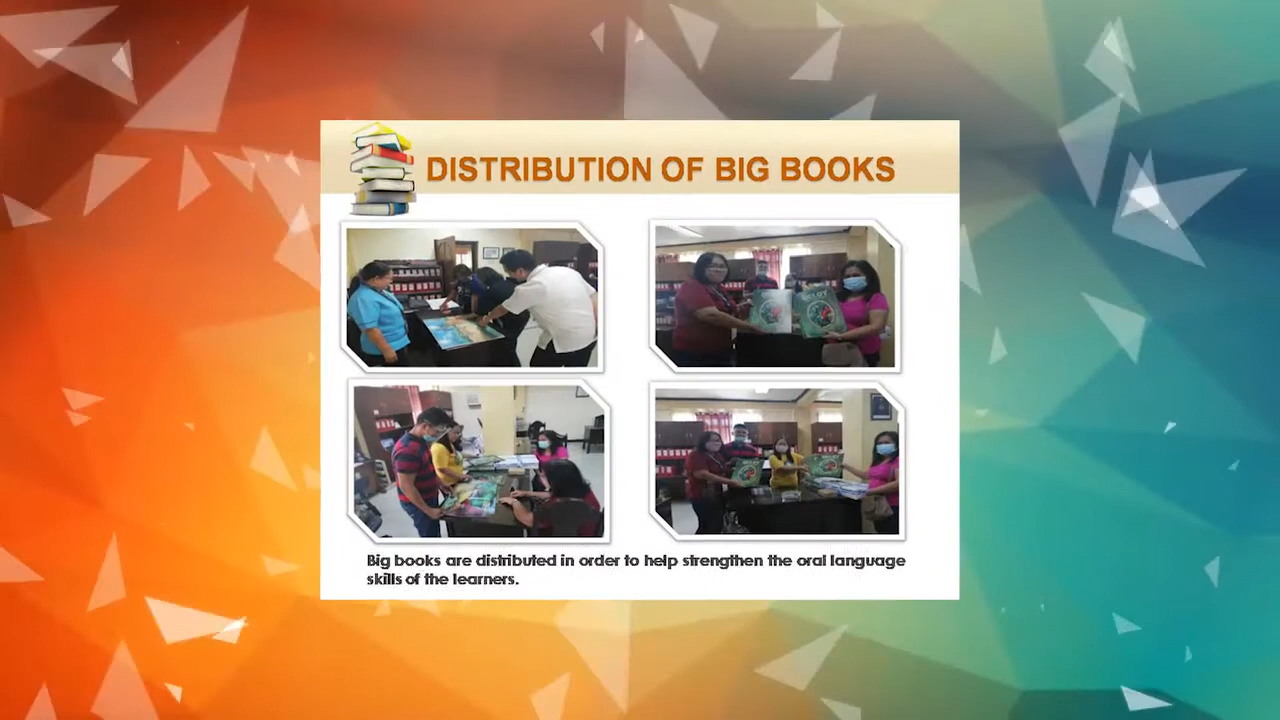 DISTRIBUTION OF BIG BOOKS
Big books are distributed in order to help strengthen the oral language
skills of the learners.